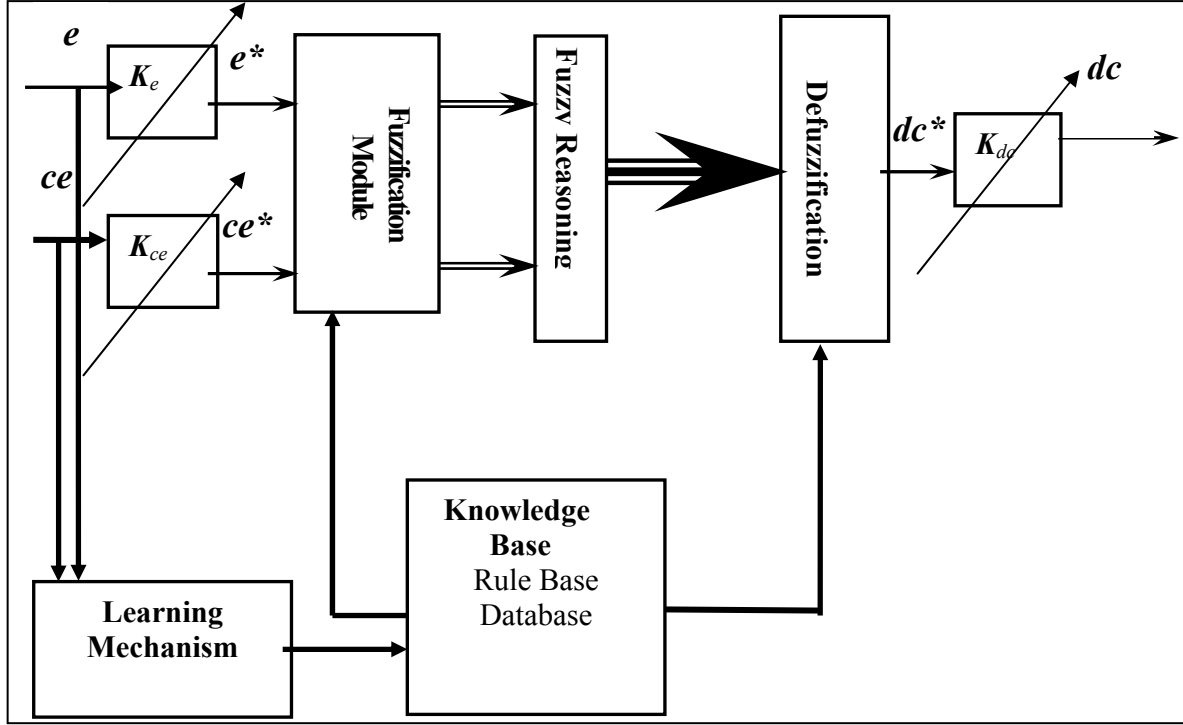 e
K_e
e*
ce
K_ce
ce*
Fuzzification
Module
Fuzzy Reasoning
Defuzzification
dc*
K_dc
dc
Knowledge
Base
Rule Base
Database
Learning
Mechanism